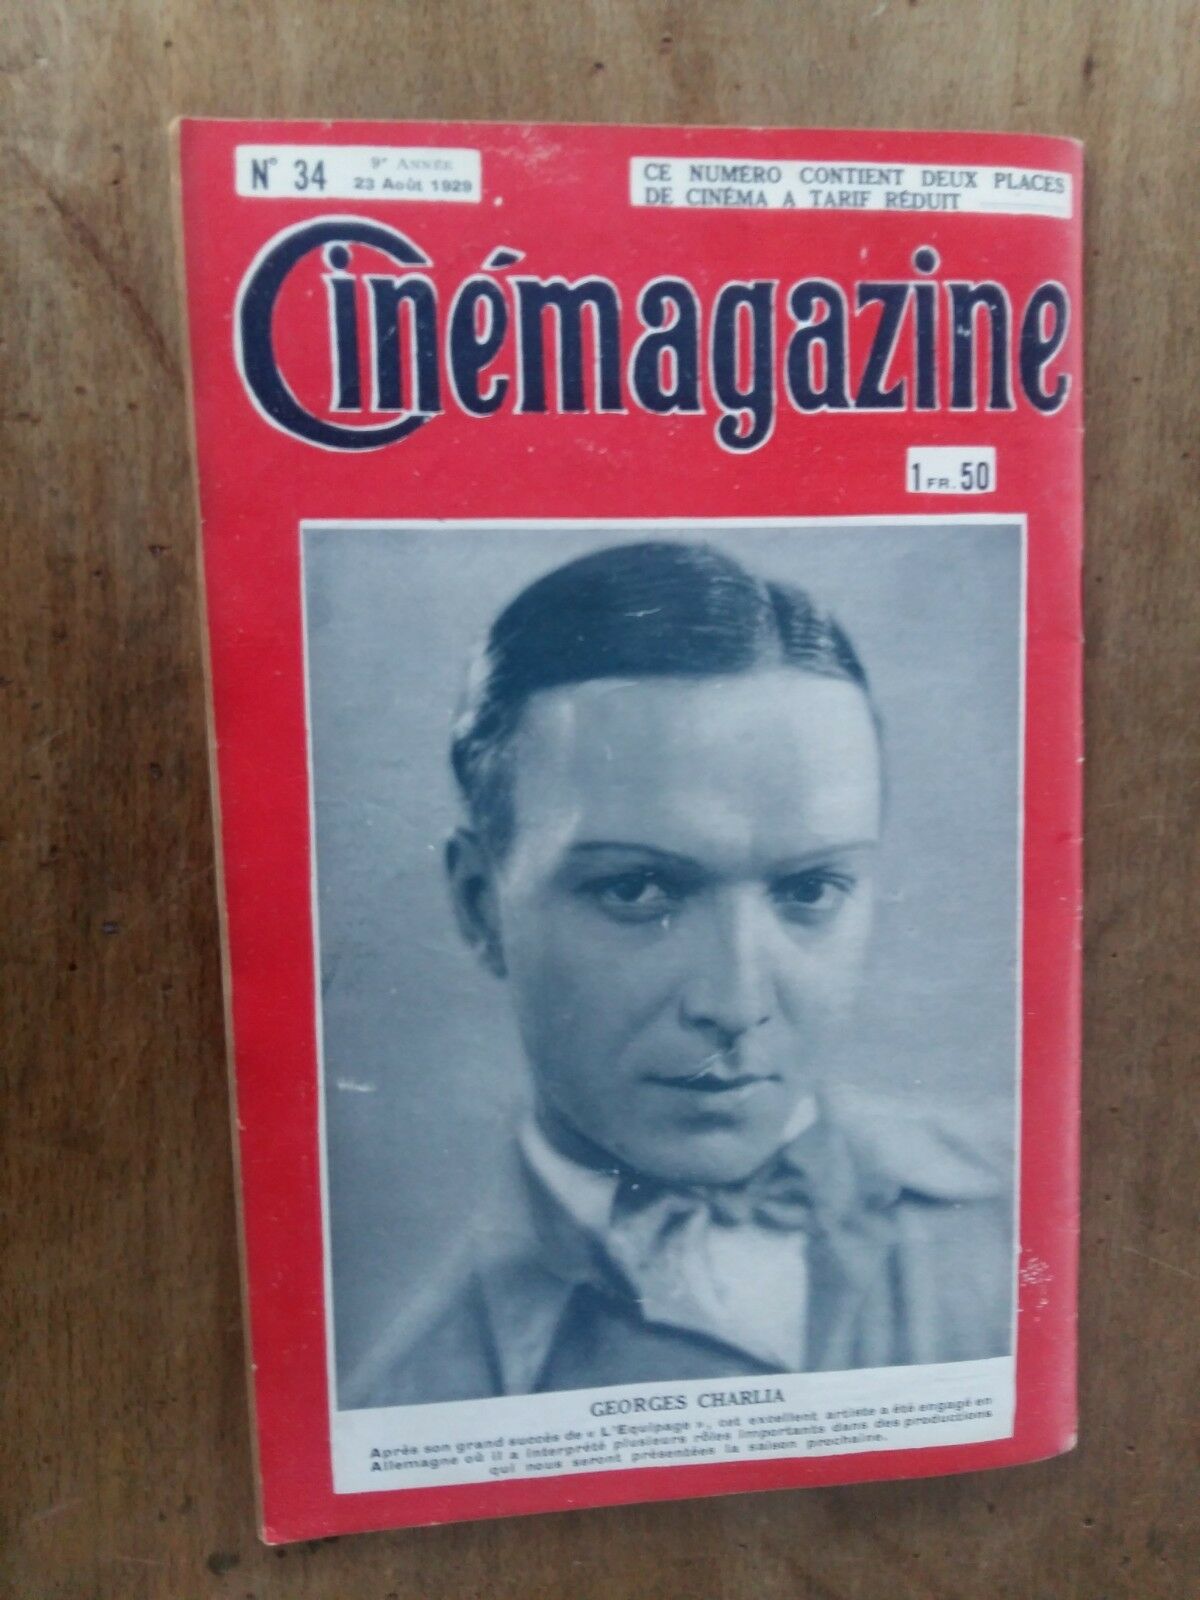 N° 34
9e ANNÉE
23 Août 1929
CE NUMÉRO CONTIENT DEUX PLACES
DE CINÉMA A TARIF RÉDUIT
Cinémagazine
1 FR. 50
GEORGES CHARLIA
Après son grand succès de « L'Equipage », cet excellent artiste a été engagé en
Allemagne où il a interprété plusieurs rôles importants dans des productions
qui nous seront présentées la saison prochaine.